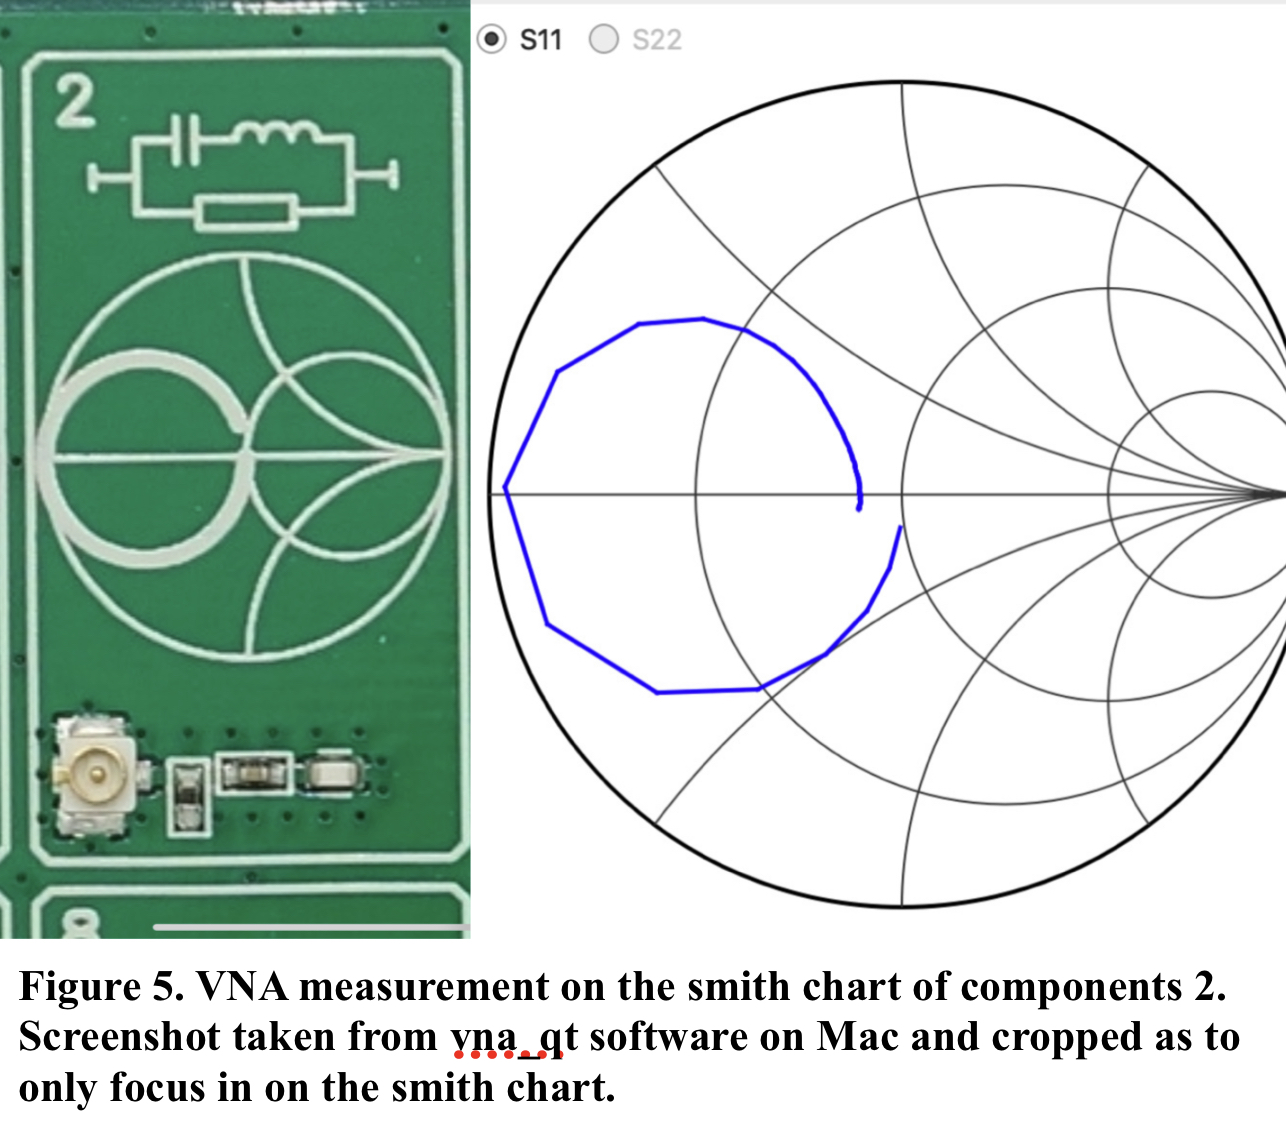 2
S11
S22
8
Figure 5. VNA measurement on the smith chart of components 2.
Screenshot taken from vna_qt software on Mac and cropped as to
only focus in on the smith chart.